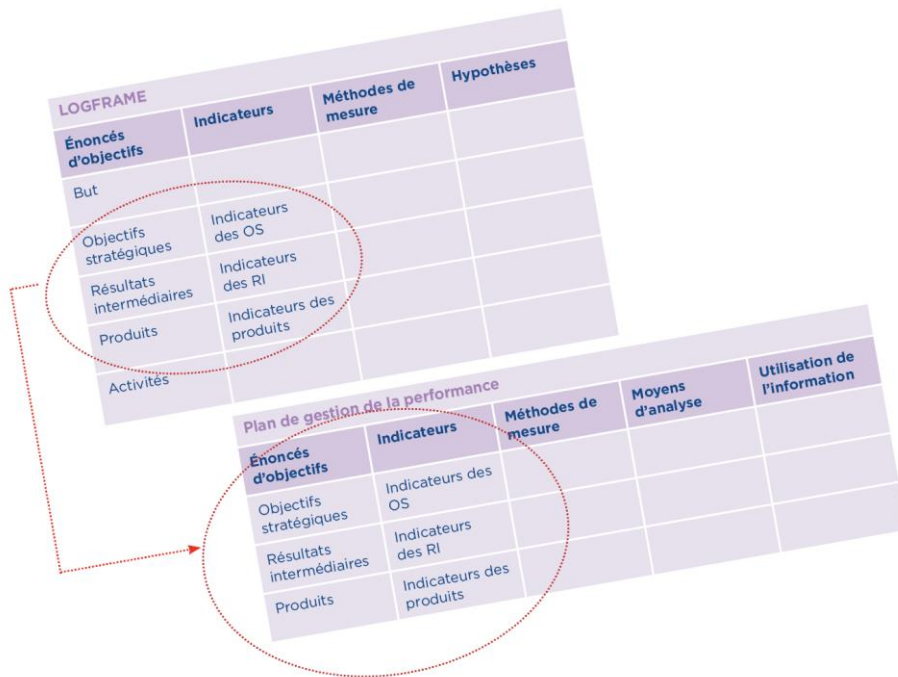 LOGFRAME
Énoncés
d'objectifs
Indicateurs
Méthodes de
mesure
Hypothèses
But
Objectifs
stratégiques
Indicateurs
des OS
Résultats
intermédiaires
Indicateurs
des RI
Produits
Indicateurs des
produits
Activités
Plan de gestion de la performance
Énoncés
d'objectifs
Indicateurs
Méthodes de
mesure
Moyens
d'analyse
Utilisation de
l'information
Objectifs
stratégiques
Indicateurs des
OS
Résultats
intermédiaires
Indicateurs
des RI
Produits
Indicateurs des
produits